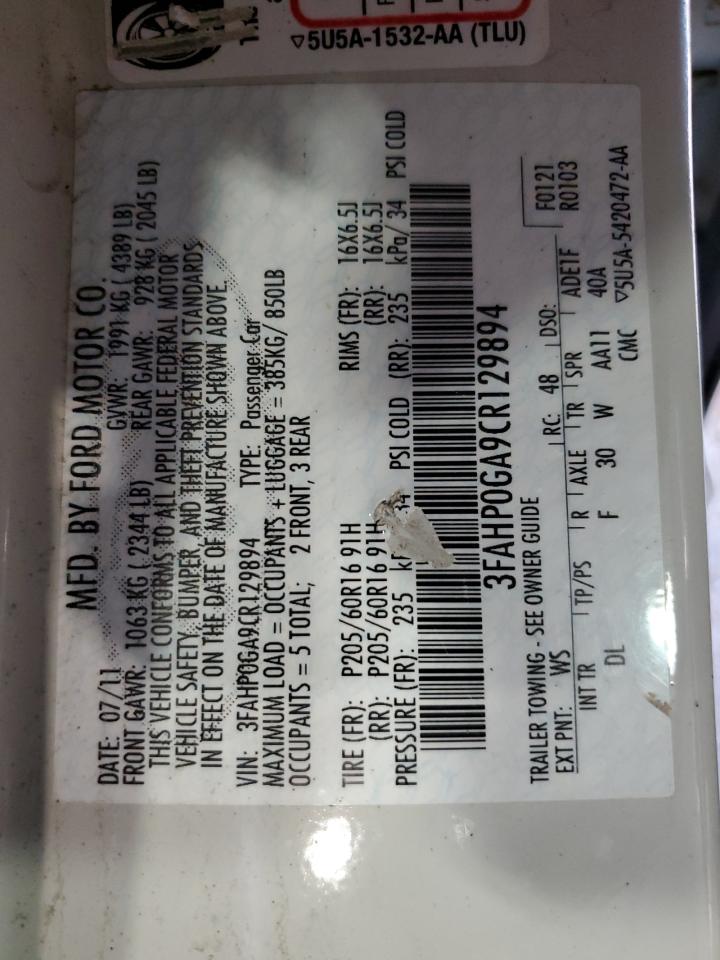 ▽5U5A-1532-AA (TLU)
MFD. BY FORD MOTOR CO.
DATE: 07/11 GVWR: 1991 KG ( 4389 LB)
FRONT GAWR: 1063 KG ( 2344 LB) REAR GAWR: 928 KG ( 2045 LB)
THIS VEHICLE CONFORMS TO ALL APPLICABLE FEDERAL MOTOR
VEHICLE SAFETY, BUMPER, AND THEFT PREVENTION STANDARDS
IN EFFECT ON THE DATE OF MANUFACTURE SHOWN ABOVE.
VIN: 3FAHP0GA9CR129894 TYPE: Passenger Car
MAXIMUM LOAD = OCCUPANTS + LUGGAGE = 385KG/ 850LB
OCCUPANTS = 5 TOTAL; 2 FRONT, 3 REAR
TIRE (FR): P205/60R16 91H RIMS (FR): 16X6.5J
(RR): P205/60R16 91H (RR): 16X6.5J
PRESSURE (FR): 235 34 PSI COLD (RR): 235 kPa/ 34 PSI COLD
3FAHP0GA9CR129894
TRAILER TOWING - SEE OWNER GUIDE F0121
EXT PNT: WS RC: 48 DSO: R0103
INT TR TP/PS R AXLE TR SPR ADE1F
DL F 30 W AA11 40A
CMC ▽5U5A-5420472-AA